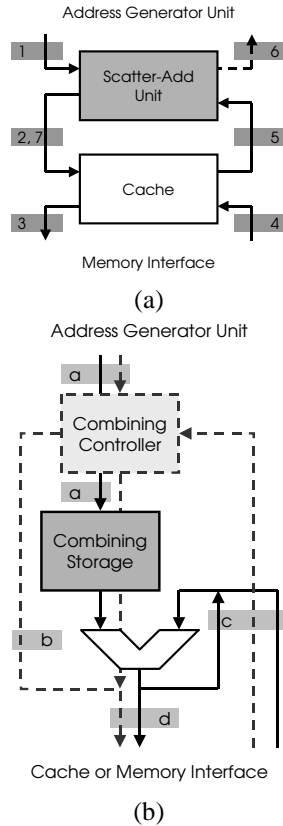 Address Generator Unit
1
6
Scatter-Add
Unit
2, 7
5
Cache
3
4
Memory Interface
(a)
Address Generator Unit
a
Combining
Controller
a
Combining
Storage
b
c
d
Cache or Memory Interface
(b)